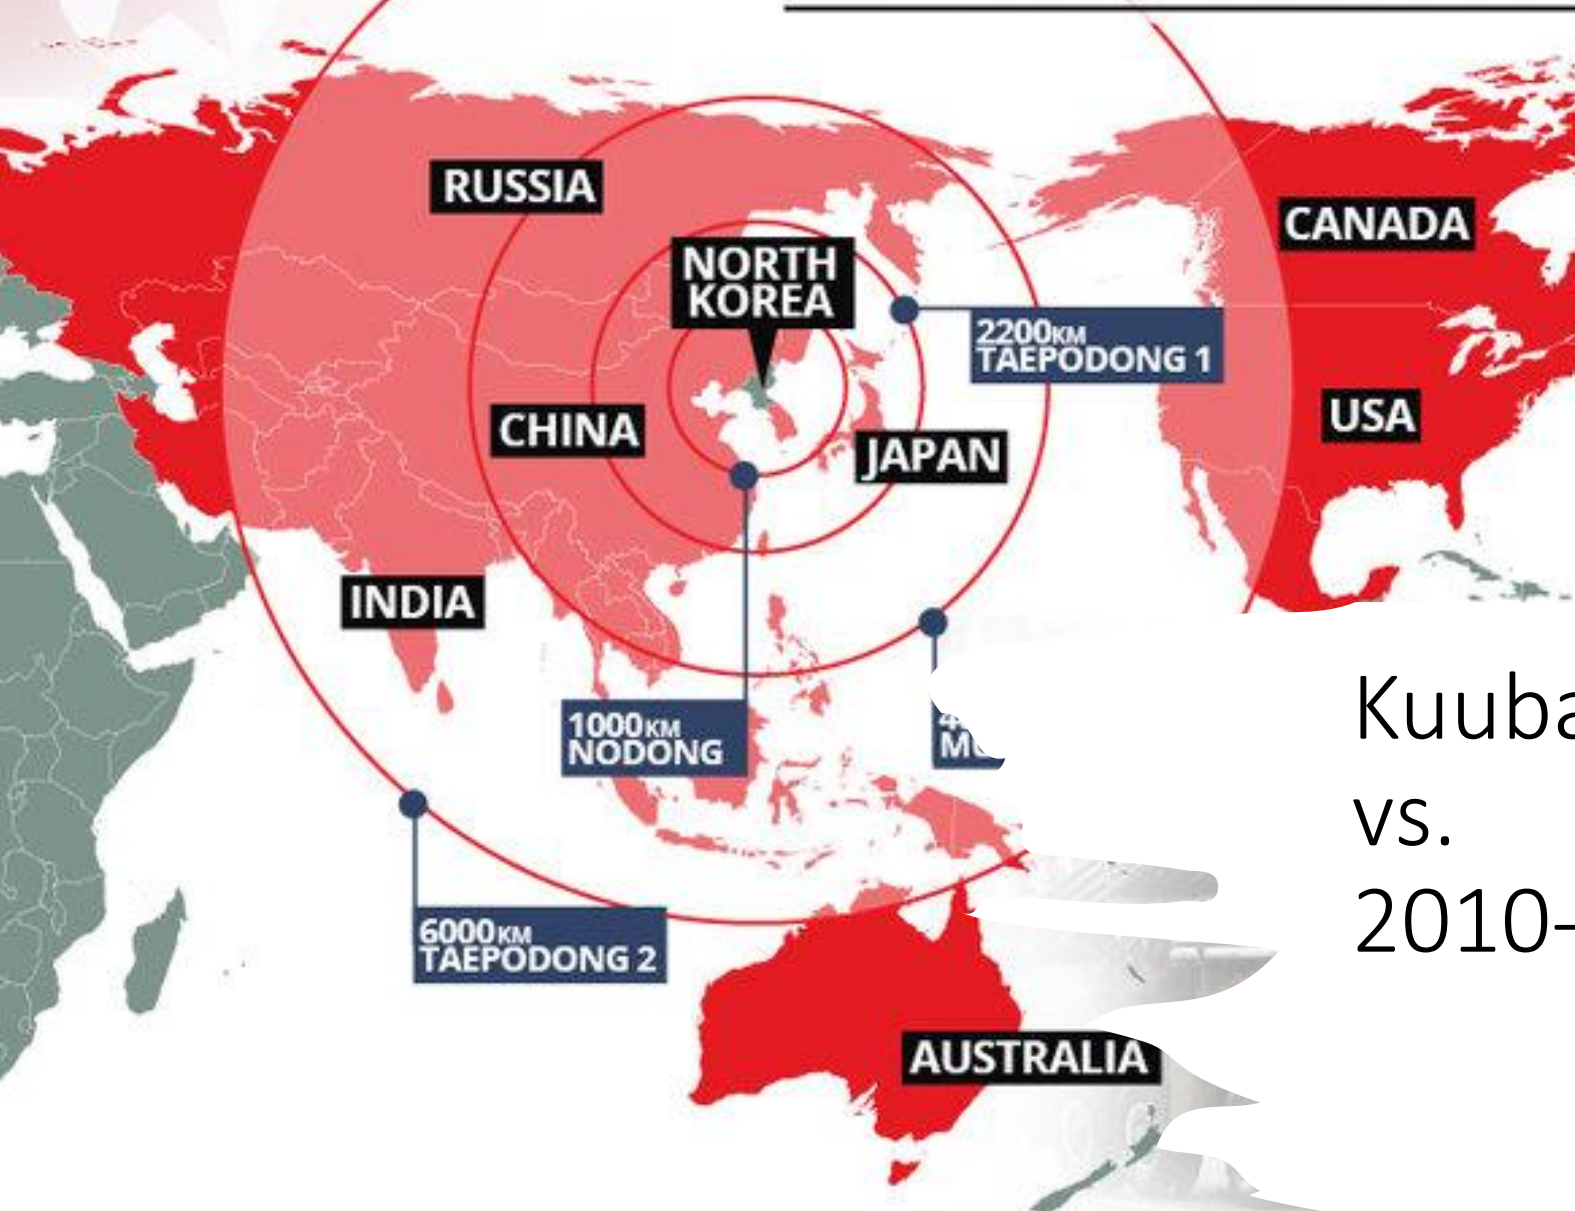 RUSSIA
CANADA
NORTH
KOREA
2200KM
TAEPODONG 1
USA
CHINA
JAPAN
INDIA
1000KM
NODONG
Kuuba
vs.
2010-
6000KM
TAEPODONG 2
AUSTRALIA